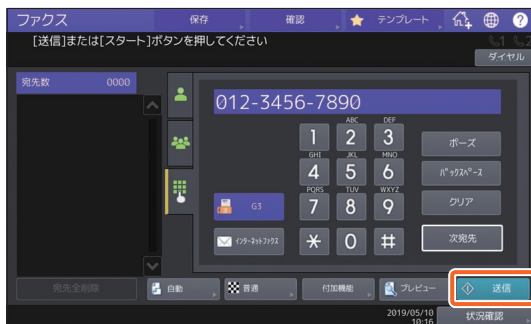 ファクス 保存 確認 テンプレート
[送信]または[スタート]ボタンを押してください
1 2
ダイヤル
宛先数 0000
012-3456-7890
ABC DEF
1 2 3 ポーズ
GHI JKL MNO
4 5 6 バックスペース
PQRS TUV WXYZ
G3 7 8 9 クリア
インターネットファクス * 0 # 次宛先
宛先全削除 自動 普通 付加機能 プレビュー 送信
2019/05/10
10:16 状況確認